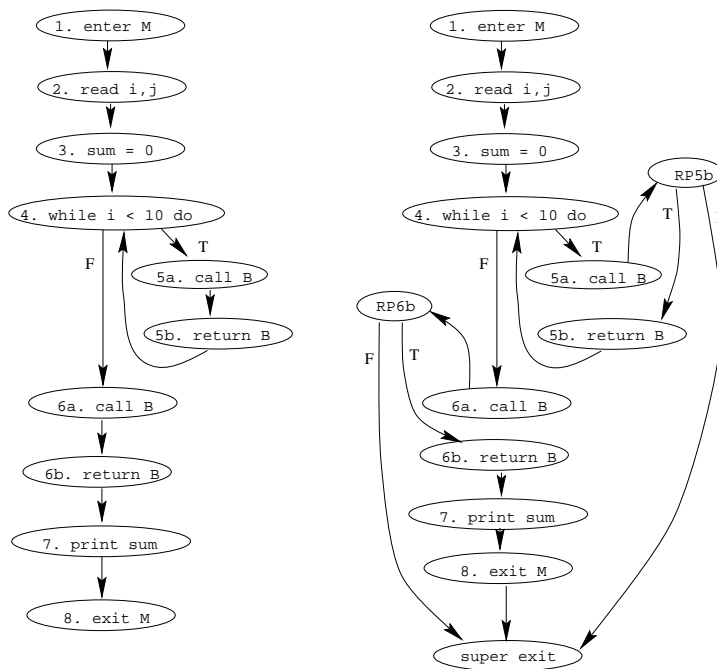 1. enter M
2. read i,j
3. sum = 0
4. while i < 10 do
T
F
5a. call B
5b. return B
6a. call B
6b. return B
7. print sum
8. exit M
1. enter M
2. read i,j
3. sum = 0
RP5b
4. while i < 10 do
T
T
F
5a. call B
RP6b
5b. return B
F
T
6a. call B
6b. return B
7. print sum
8. exit M
super exit